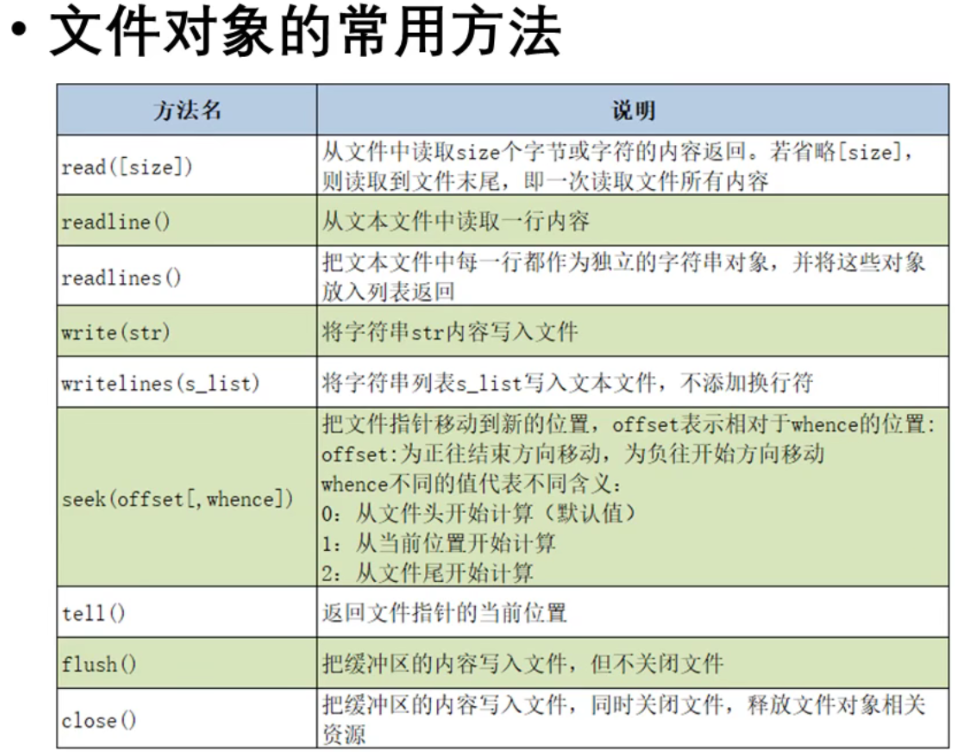 • 文件对象的常用方法
方法名 说明
read([size])
从文件中读取size个字节或字符的内容返回。若省略[size],
则读取到文件末尾，即一次读取文件所有内容
readline() 从文本文件中读取一行内容
readlines()
把文本文件中每一行都作为独立的字符串对象，并将这些对象
放入列表返回
write(str) 将字符串str内容写入文件
writelines(s_list) 将字符串列表s_list写入文本文件，不添加换行符
seek(offset[,whence])
把文件指针移动到新的位置，offset表示相对于whence的位置：
offset:为正往结束方向移动，为负往开始方向移动
whence不同的值代表不同含义：
0：从文件头开始计算（默认值）
1：从当前位置开始计算
2：从文件尾开始计算
tell() 返回文件指针的当前位置
flush() 把缓冲区的内容写入文件，但不关闭文件
close()
把缓冲区的内容写入文件，同时关闭文件，释放文件对象相关
资源